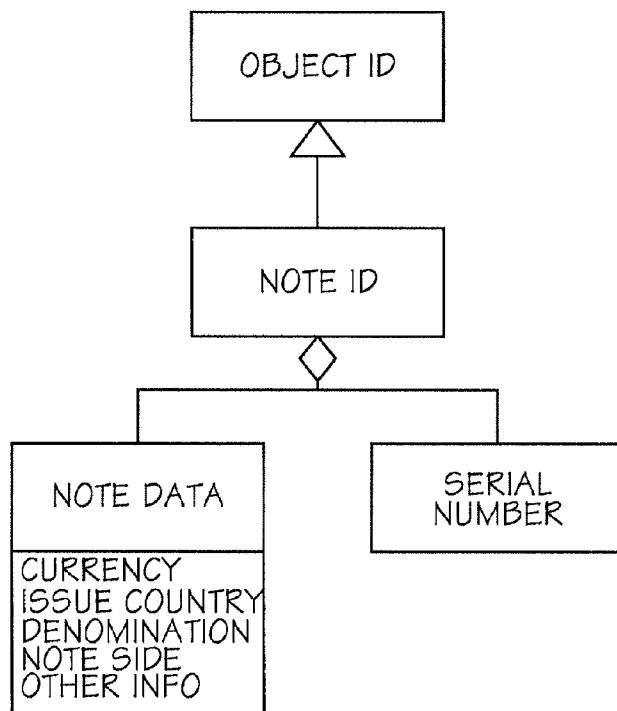 OBJECT ID
NOTE ID
NOTE DATA
CURRENCY
ISSUE COUNTRY
DENOMINATION
NOTE SIDE
OTHER INFO
SERIAL
NUMBER